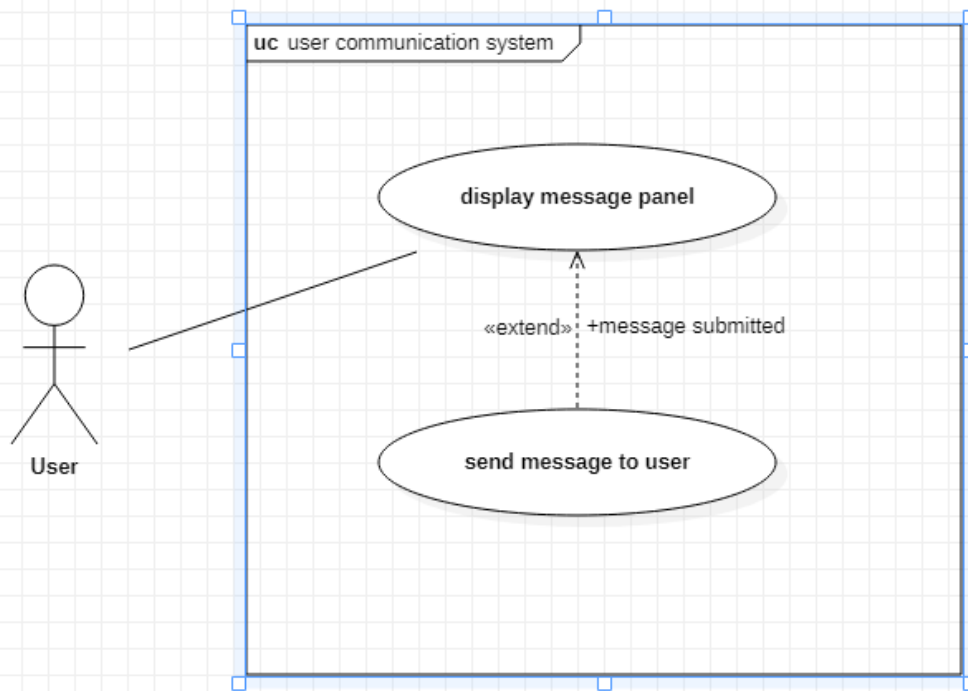 uc user communication system
display message panel
«extend» +message submitted
User
send message to user